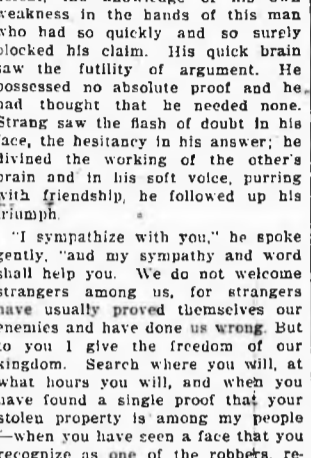 knowledge of his own
weakness in the hands of this man
who had so quickly and so surely
blocked his claim. His quick brain
saw the futility of argument. He
possessed no absolute proof and he
had thought that he needed none.
Strang saw the flash of doubt in his
face, the hesitancy in his answer; he
divined the working of the other's
brain and in his soft voice, purring
with friendship, he followed up his
triumph.
"I sympathize with you," he spoke
gently, "and my sympathy and word
shall help you. We do not welcome
strangers among us, for strangers
have usually proved themselves our
enemies and have done us wrong. But
to you I give the freedom of our
kingdom. Search where you will, at
what hours you will, and when you
have found a single proof that your
stolen property is among my people
—when you have seen a face that you
recognize as one of the robbers, re-